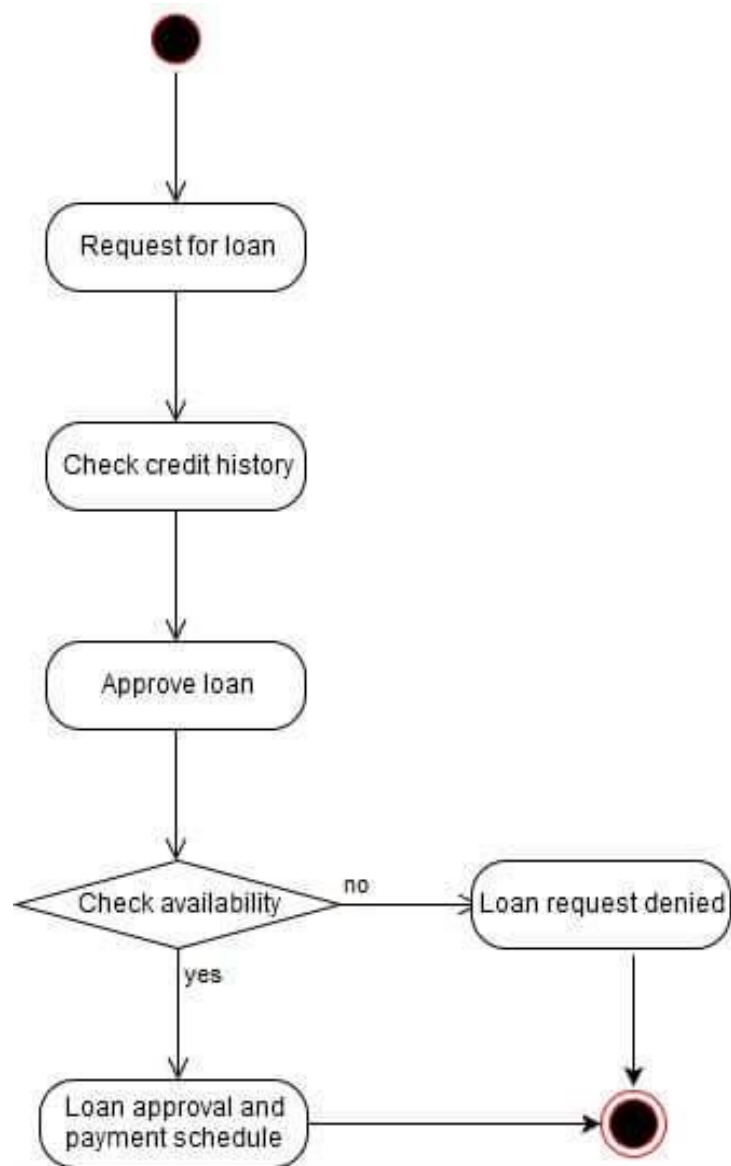 Request for loan
Check credit history
Approve loan
Check availability
no
Loan request denied
yes
Loan approval and
payment schedule